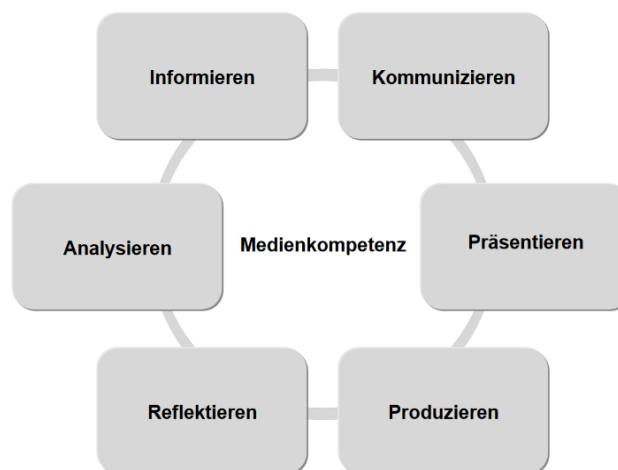 Informieren
Kommunizieren
Analysieren
Medienkompetenz
Präsentieren
Reflektieren
Produzieren